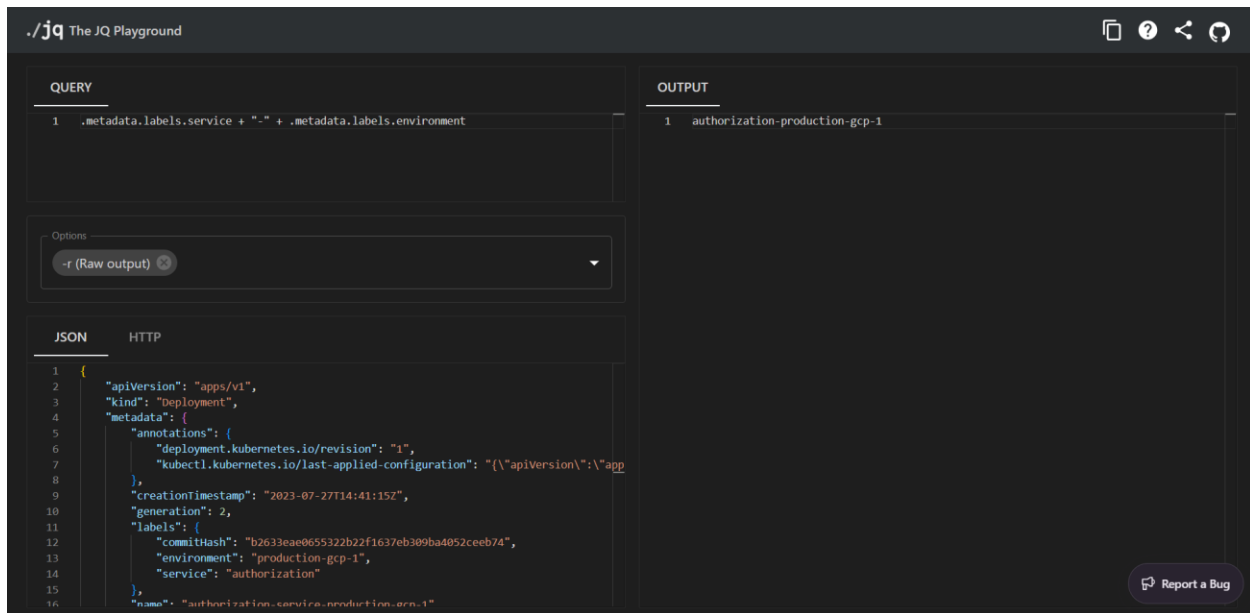 ./jq The JQ Playground
QUERY
1 .metadata.labels.service + "-" + .metadata.labels.environment
Options
-r (Raw output)
JSON HTTP
1 {
2 "apiVersion": "apps/v1",
3 "kind": "Deployment",
4 "metadata": {
5 "annotations": {
6 "deployment.kubernetes.io/revision": "1",
7 "kubectl.kubernetes.io/last-applied-configuration": "{\"apiVersion\":\"app
8 },
9 "creationTimestamp": "2023-07-27T14:41:15Z",
10 "generation": 2,
11 "labels": {
12 "commitHash": "b2633eae0655322b22f1637eb309ba4052ceeb74",
13 "environment": "production-gcp-1",
14 "service": "authorization"
15 },
16 "name": "authorization-service-production-gcp-1"
OUTPUT
1 authorization-production-gcp-1
Report a Bug